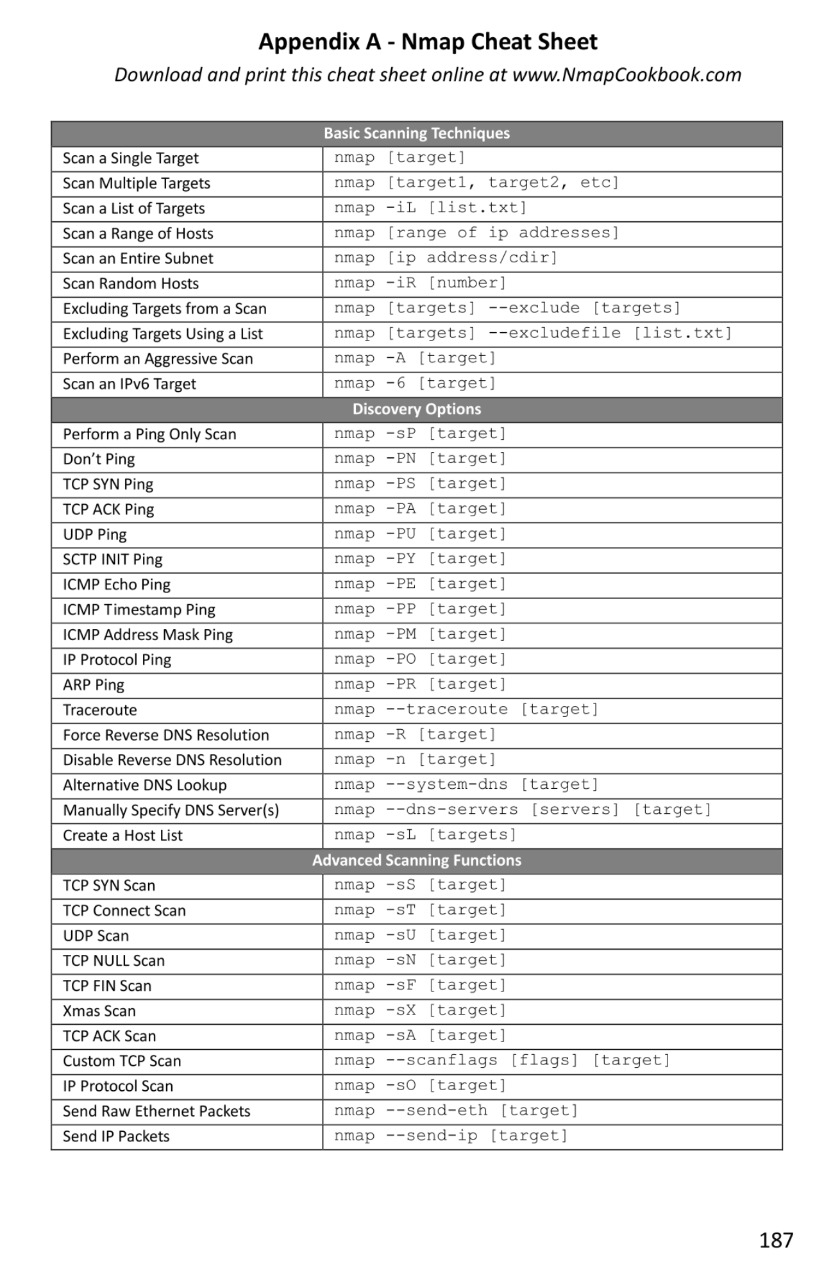 Appendix A - Nmap Cheat Sheet
Download and print this cheat sheet online at www.NmapCookbook.com
Basic Scanning Techniques
Scan a Single Target nmap [target]
Scan Multiple Targets nmap [target1, target2, etc]
Scan a List of Targets nmap -iL [list.txt]
Scan a Range of Hosts nmap [range of ip addresses]
Scan an Entire Subnet nmap [ip address/cdir]
Scan Random Hosts nmap -iR [number]
Excluding Targets from a Scan nmap [targets] --exclude [targets]
Excluding Targets Using a List nmap [targets] --excludefile [list.txt]
Perform an Aggressive Scan nmap -A [target]
Scan an IPv6 Target nmap -6 [target]
Discovery Options
Perform a Ping Only Scan nmap -sP [target]
Don’t Ping nmap -PN [target]
TCP SYN Ping nmap -PS [target]
TCP ACK Ping nmap -PA [target]
UDP Ping nmap -PU [target]
SCTP INIT Ping nmap -PY [target]
ICMP Echo Ping nmap -PE [target]
ICMP Timestamp Ping nmap -PP [target]
ICMP Address Mask Ping nmap -PM [target]
IP Protocol Ping nmap -PO [target]
ARP Ping nmap -PR [target]
Traceroute nmap --traceroute [target]
Force Reverse DNS Resolution nmap -R [target]
Disable Reverse DNS Resolution nmap -n [target]
Alternative DNS Lookup nmap --system-dns [target]
Manually Specify DNS Server(s) nmap --dns-servers [servers] [target]
Create a Host List nmap -sL [targets]
Advanced Scanning Functions
TCP SYN Scan nmap -sS [target]
TCP Connect Scan nmap -sT [target]
UDP Scan nmap -sU [target]
TCP NULL Scan nmap -sN [target]
TCP FIN Scan nmap -sF [target]
Xmas Scan nmap -sX [target]
TCP ACK Scan nmap -sA [target]
Custom TCP Scan nmap --scanflags [flags] [target]
IP Protocol Scan nmap -sO [target]
Send Raw Ethernet Packets nmap --send-eth [target]
Send IP Packets nmap --send-ip [target]
187